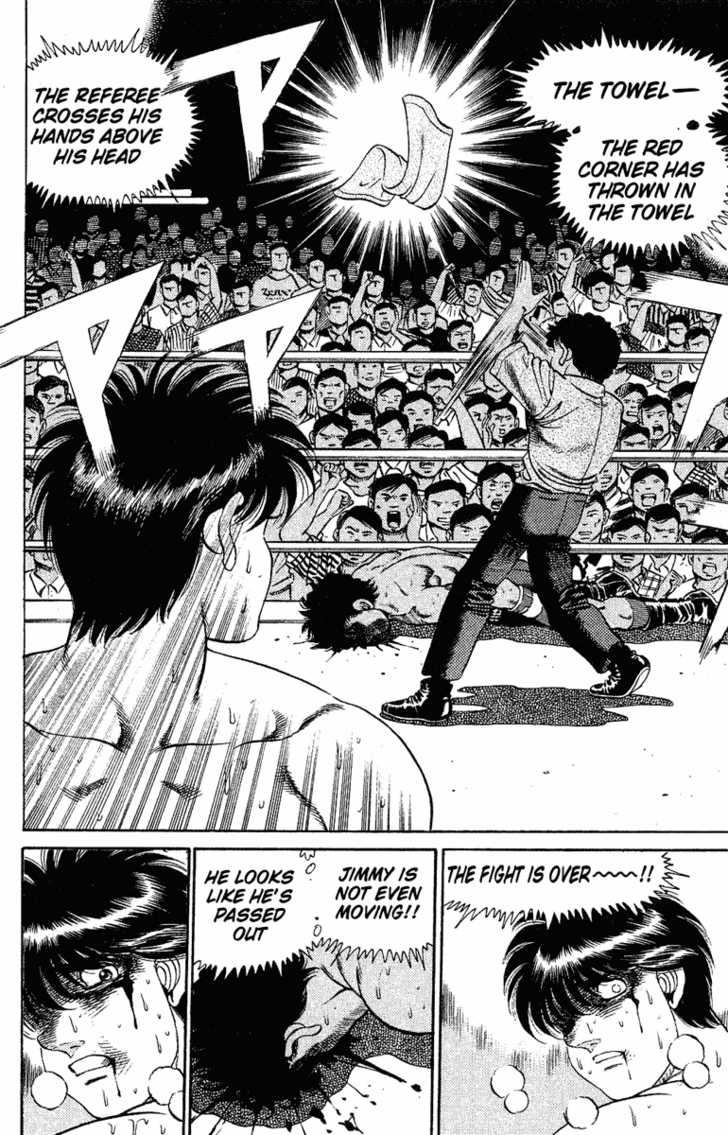 THE TOWEL—
THE RED
CORNER HAS
THROWN IN
THE TOWEL
THE REFEREE
CROSSES HIS
HANDS ABOVE
HIS HEAD
THE FIGHT IS OVER~~~!!
JIMMY IS
NOT EVEN
MOVING!!
HE LOOKS
LIKE HE'S
PASSED
OUT